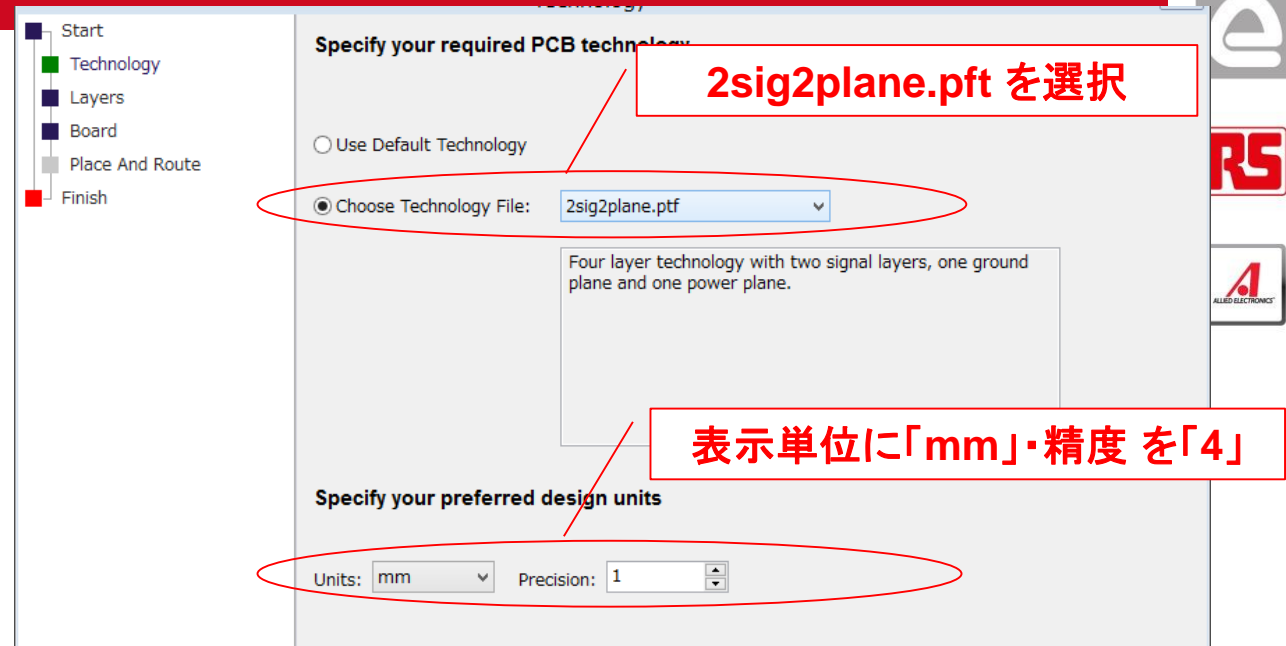 Start
Technology
Layers
Board
Place And Route
Finish
Specify your required PCB technology
2sig2plane.pft を選択
Use Default Technology
Choose Technology File:
2sig2plane.ptf
Four layer technology with two signal layers, one ground
plane and one power plane.
表示単位に「mm」・精度 を「4」
Specify your preferred design units
Units: mm Precision: 1
RS
ALLIED ELECTRONICS